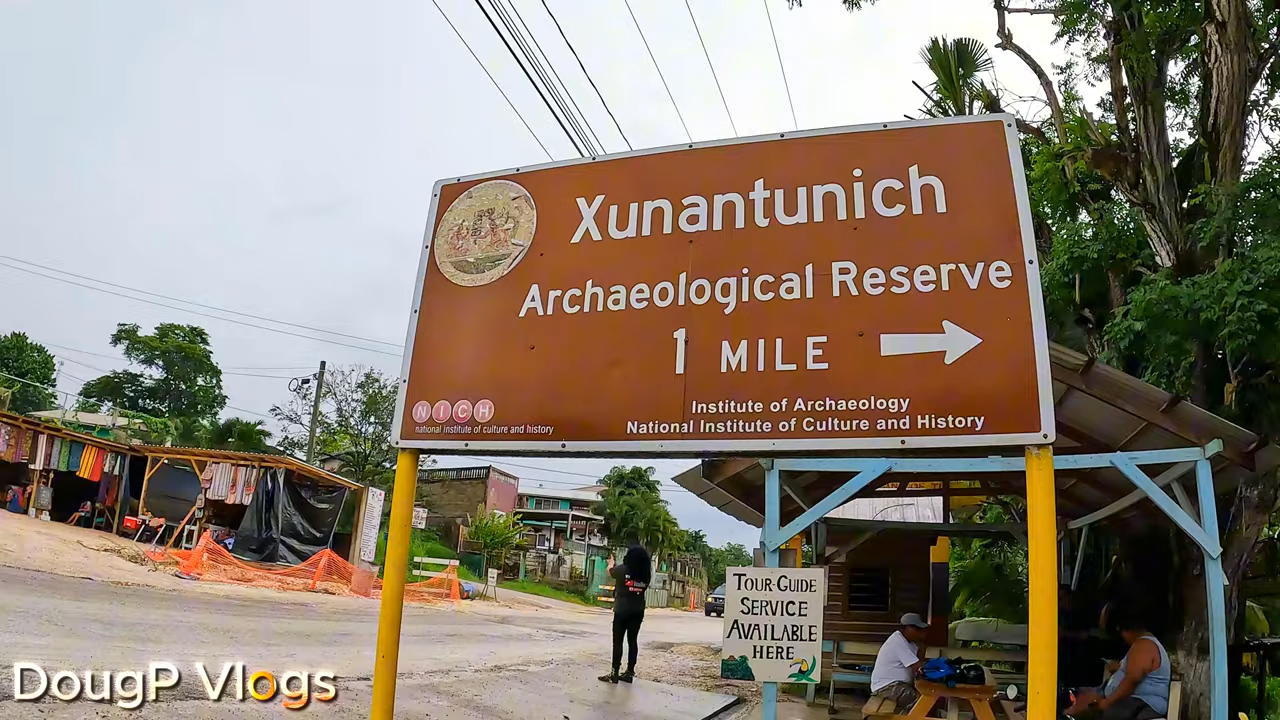 Xunantunich
Archaeological Reserve
1 MILE
NICH
national institute of culture and history
Institute of Archaeology
National Institute of Culture and History
TOUR GUIDE
SERVICE
AVAILABLE
HERE
DougP Vlogs